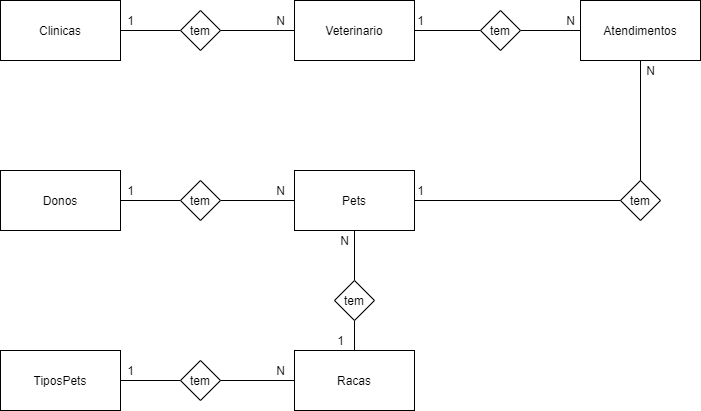 Clinicas
1
tem
N
Veterinario
1
tem
N
Atendimentos
N
Donos
1
tem
N
Pets
1
tem
N
tem
1
TiposPets
1
tem
N
Racas